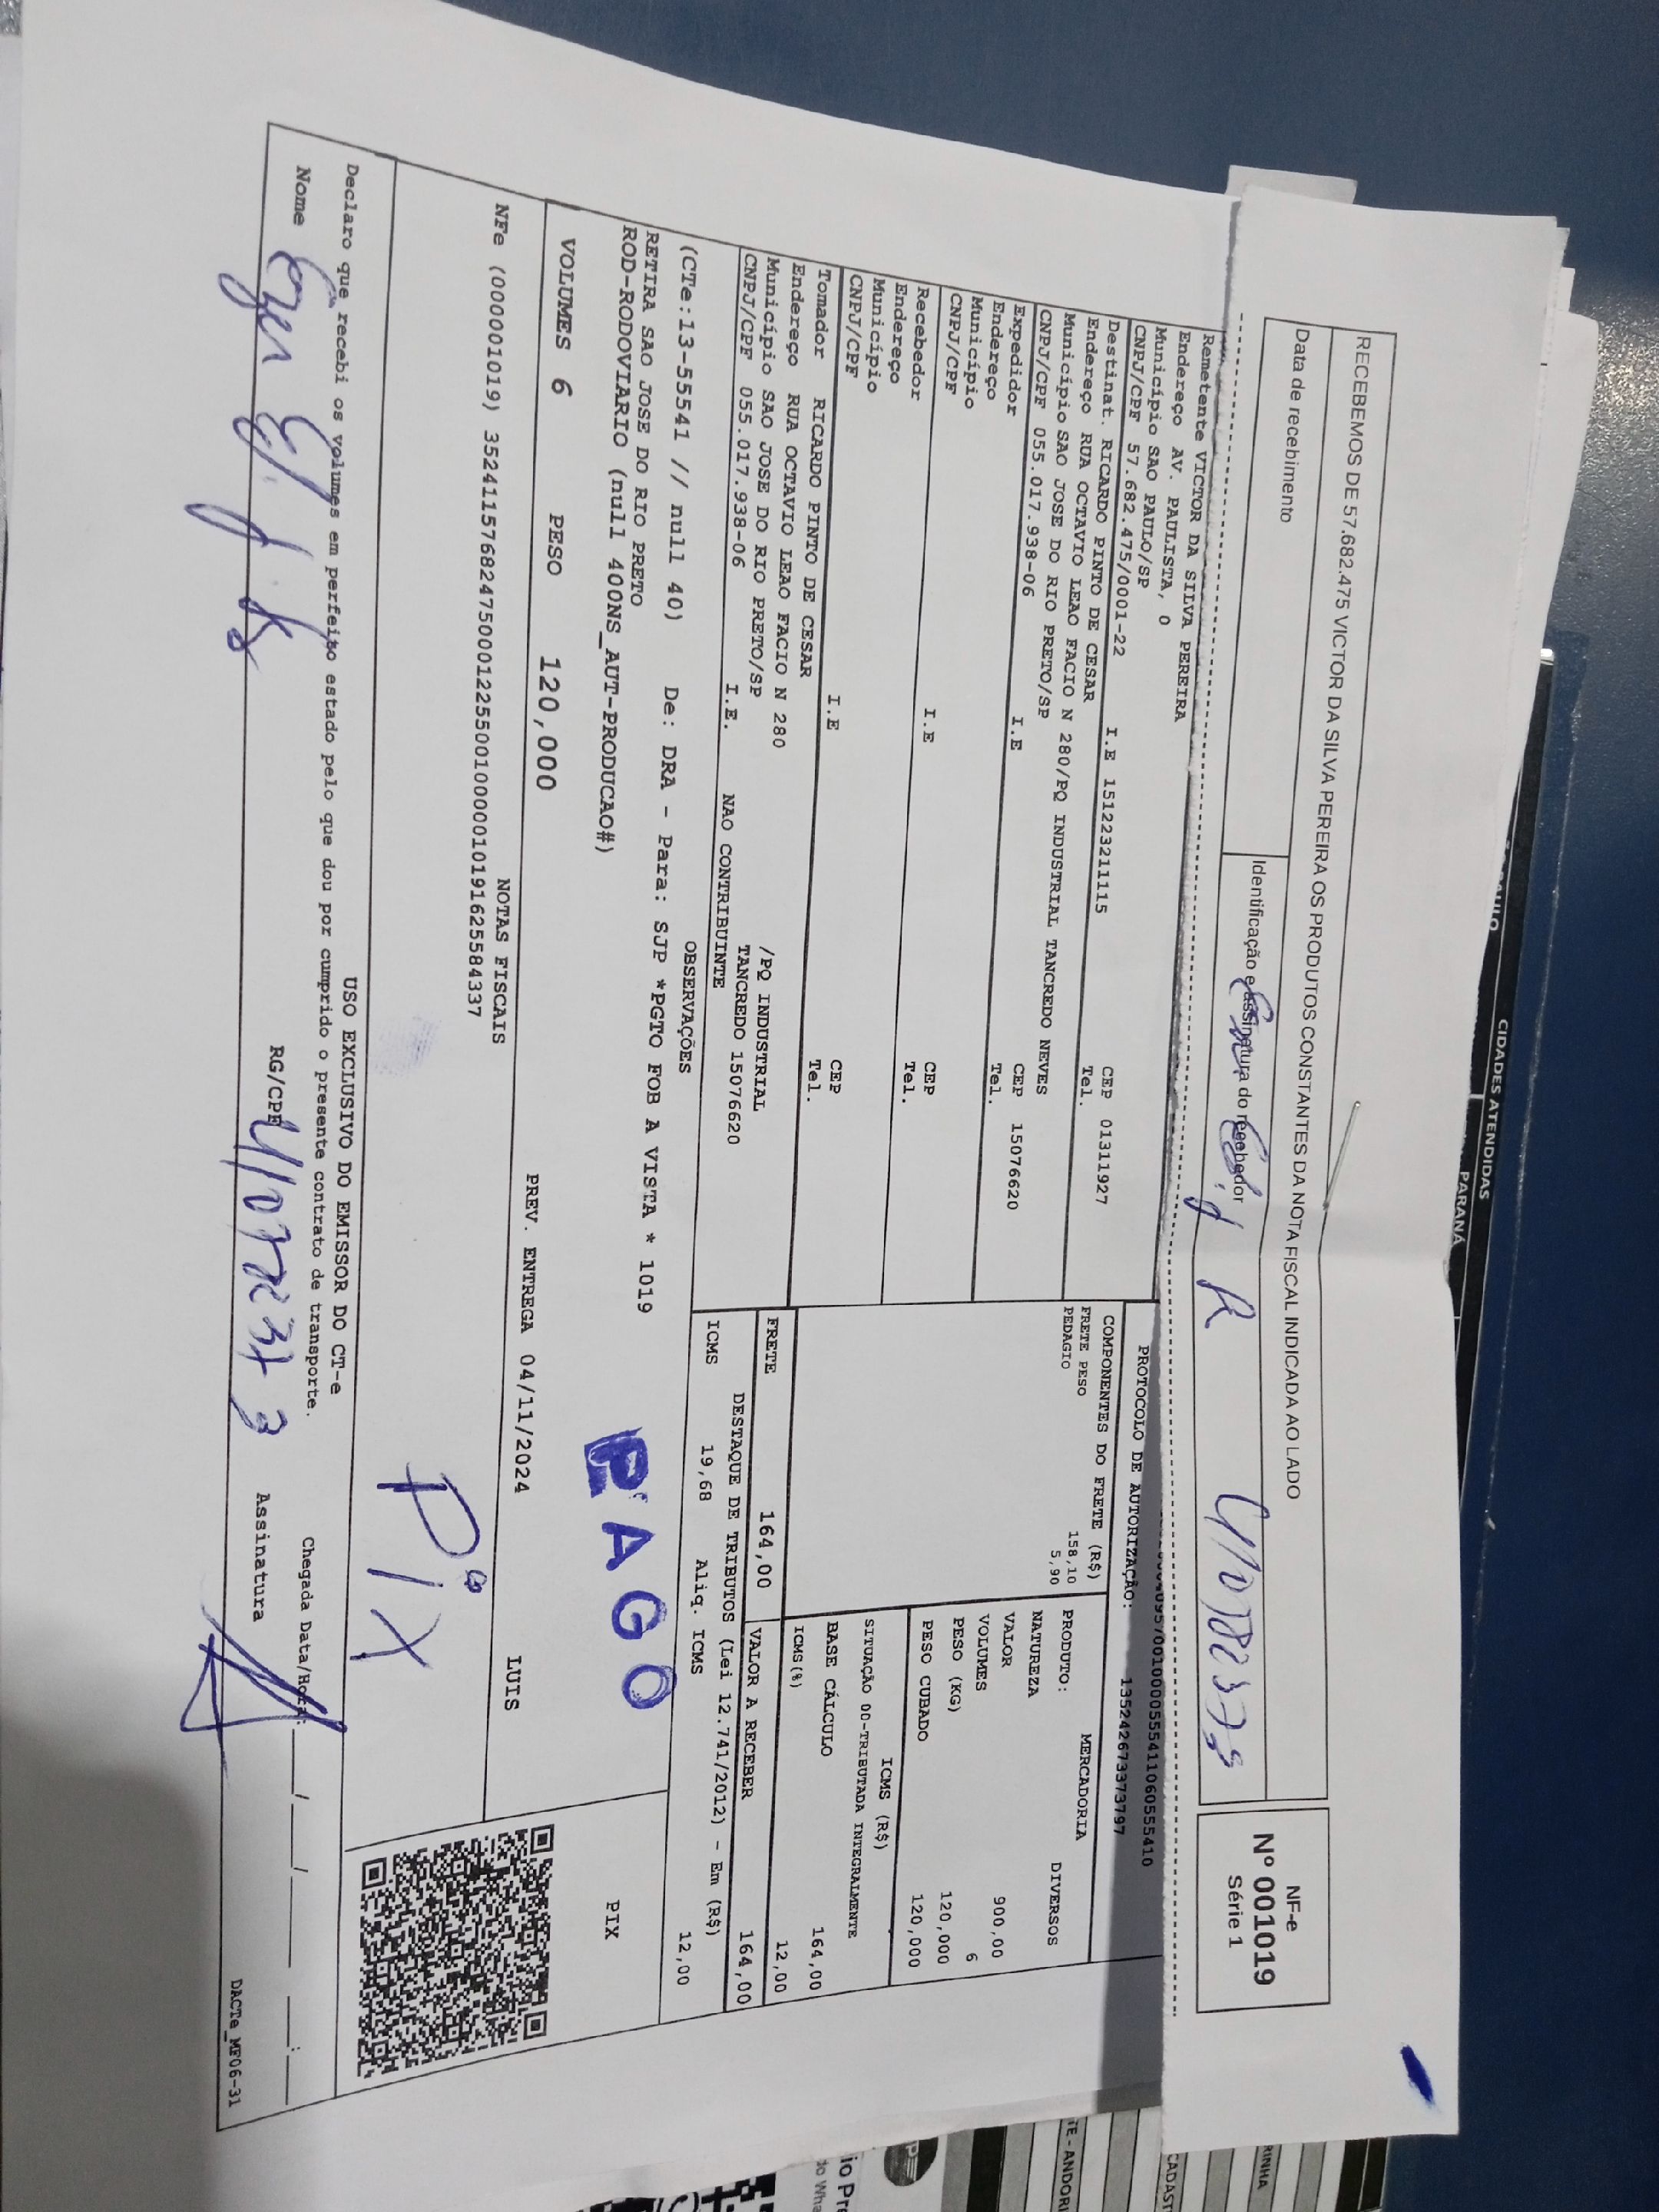 RECEBEMOS DE 57.682.475 VICTOR DA SILVA PEREIRA OS PRODUTOS CONSTANTES DA NOTA FISCAL INDICADA AO LADO
Data de recebimento
Identificação e assinatura do recebedor
NF-e
Nº 001019
Série 1
Remetente VICTOR DA SILVA PEREIRA
Endereço AV. PAULISTA, 0
Município SAO PAULO/SP
CNPJ/CPF 57.682.475/0001-22 I.E 151223211115 CEP 01311927
Tel.
Destinat. RICARDO PINTO DE CESAR
Endereço RUA OCTAVIO LEAO FACIO N 280/PQ INDUSTRIAL TANCREDO NEVES
Município SAO JOSE DO RIO PRETO/SP CEP 15076620
CNPJ/CPF 055.017.938-06 I.E Tel.
Expedidor
Endereço
Município CEP
CNPJ/CPF I.E Tel.
Recebedor
Endereço
Município CEP
CNPJ/CPF I.E Tel.
Tomador RICARDO PINTO DE CESAR
Endereço RUA OCTAVIO LEAO FACIO N 280 /PQ INDUSTRIAL
Município SAO JOSE DO RIO PRETO/SP TANCREDO 15076620
CNPJ/CPF 055.017.938-06 I.E. NAO CONTRIBUINTE
PROTOCOLO DE AUTORIZAÇÃO: 135242673373797
COMPONENTES DO FRETE (R$)
FRETE PESO 158,10
PEDAGIO 5,90
MERCADORIA
PRODUTO: DIVERSOS
NATUREZA
VALOR 900,00
VOLUMES 6
PESO (KG) 120,000
PESO CUBADO 120,000
ICMS (R$)
SITUAÇÃO 00-TRIBUTADA INTEGRALMENTE
BASE CÁLCULO 164,00
ICMS(%) 12,00
FRETE 164,00
VALOR A RECEBER 164,00
DESTAQUE DE TRIBUTOS (Lei 12.741/2012) - Em (R$)
ICMS 19,68 Aliq. ICMS 12,00
OBSERVAÇÕES
(CTe:13-55541 // null 40) De: DRA - Para: SJP *PGTO FOB A VISTA * 1019
RETIRA SAO JOSE DO RIO PRETO
ROD-RODOVIARIO (null 400NS_AUT-PRODUCAO#)
PAGO
PIX
VOLUMES 6 PESO 120,000 PREV. ENTREGA 04/11/2024 LUIS
NOTAS FISCAIS
NFe (000001019) 35241157682475000122550010000010191625584337
PIX
USO EXCLUSIVO DO EMISSOR DO CT-e
Declaro que recebi os volumes em perfeito estado pelo que dou por cumprido o presente contrato de transporte.
Chegada Data/Hora: / / :
Nome
RG/CPF
Assinatura
DACTe_MF06-31
CIDADES ATENDIDAS
PARANÁ